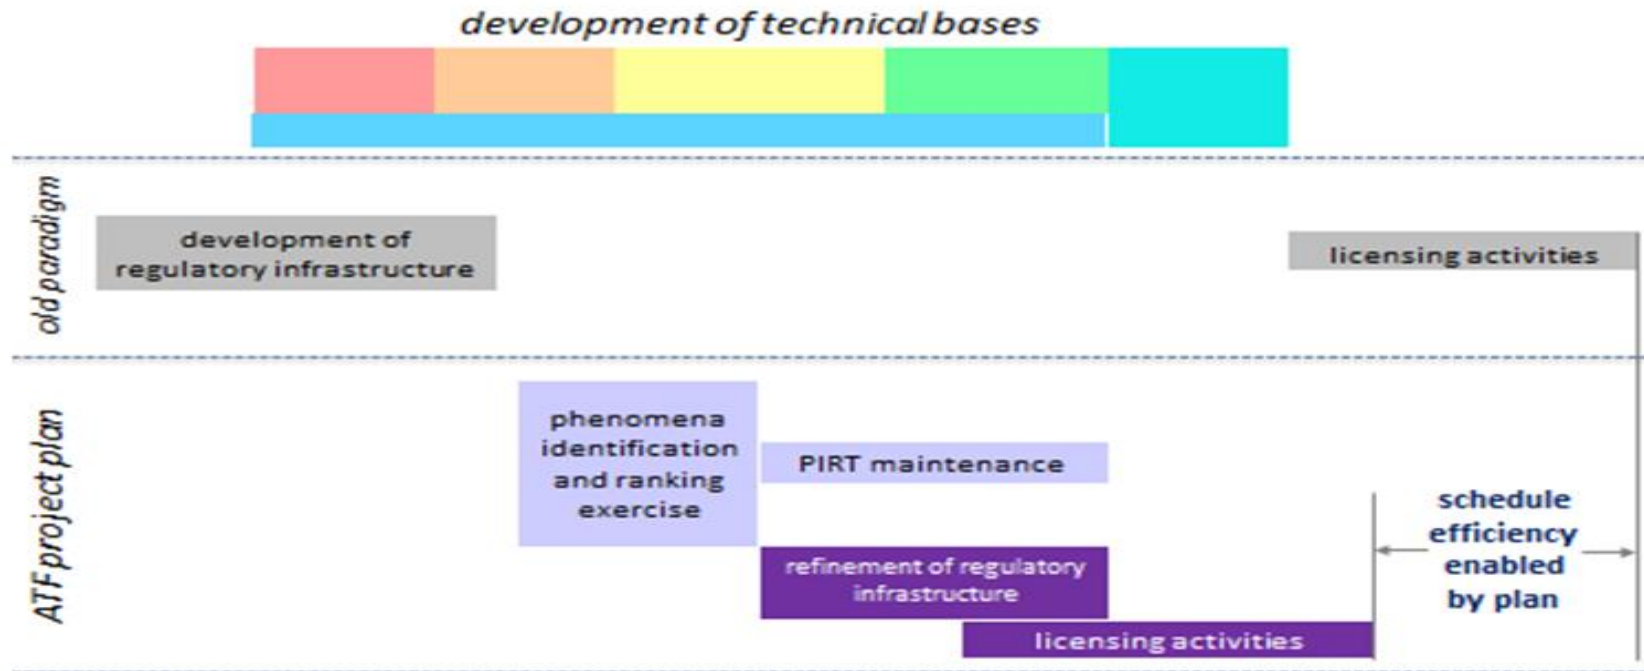 development of technical bases
old paradigm
development of
regulatory infrastructure
licensing activities
ATF project plan
phenomena
identification
and ranking
exercise
PIRT maintenance
refinement of regulatory
infrastructure
licensing activities
schedule
efficiency
enabled
by plan